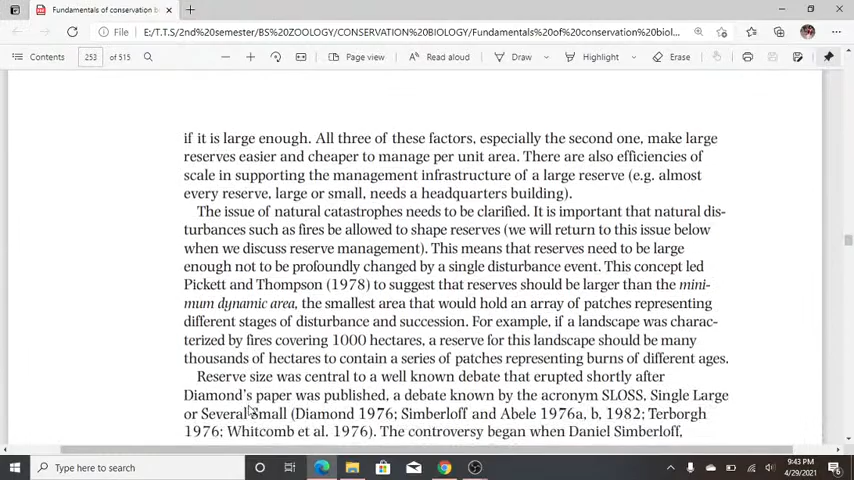 Fundamentals of conservation b
File
E:/T.T.S/2nd%20semester/BS%20ZOOLOGY/CONSERVATION%20BIOLOGY/Fundamentals%20of%20conservation%20biol...
Contents
253 of 515
Page view
Read aloud
Draw
Highlight
Erase
if it is large enough. All three of these factors, especially the second one, make large
reserves easier and cheaper to manage per unit area. There are also efficiencies of
scale in supporting the management infrastructure of a large reserve (e.g. almost
every reserve, large or small, needs a headquarters building).
The issue of natural catastrophes needs to be clarified. It is important that natural dis-
turbances such as fires be allowed to shape reserves (we will return to this issue below
when we discuss reserve management). This means that reserves need to be large
enough not to be profoundly changed by a single disturbance event. This concept led
Pickett and Thompson (1978) to suggest that reserves should be larger than the mini-
mum dynamic area, the smallest area that would hold an array of patches representing
different stages of disturbance and succession. For example, if a landscape was charac-
terized by fires covering 1000 hectares, a reserve for this landscape should be many
thousands of hectares to contain a series of patches representing burns of different ages.
Reserve size was central to a well known debate that erupted shortly after
Diamond's paper was published, a debate known by the acronym SLOSS, Single Large
or Several Small (Diamond 1976; Simberloff and Abele 1976a, b, 1982; Terborgh
1976; Whitcomb et al. 1976). The controversy began when Daniel Simberloff,
Type here to search
9:43 PM
4/29/2021
6